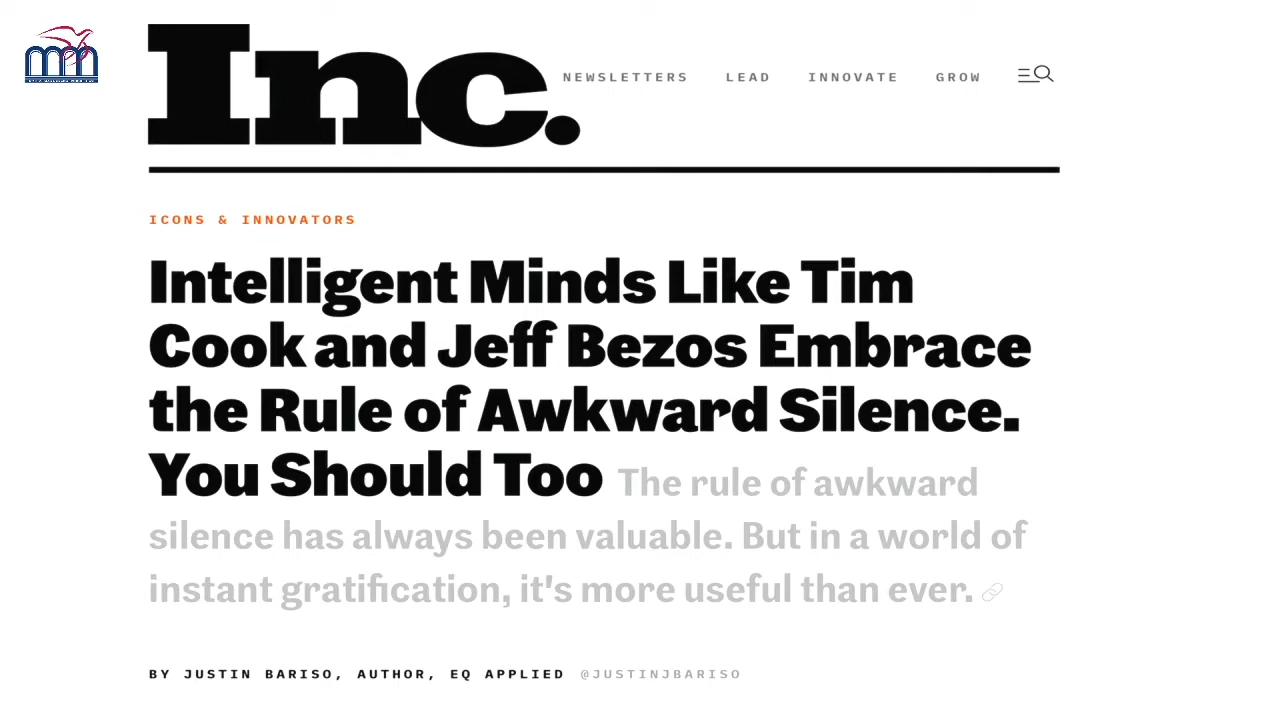 Inc.
NEWSLETTERS LEAD INNOVATE GROW
ICONS & INNOVATORS
Intelligent Minds Like Tim
Cook and Jeff Bezos Embrace
the Rule of Awkward Silence.
You Should Too The rule of awkward
silence has always been valuable. But in a world of
instant gratification, it's more useful than ever.
BY JUSTIN BARISO, AUTHOR, EQ APPLIED @JUSTINJBARISO